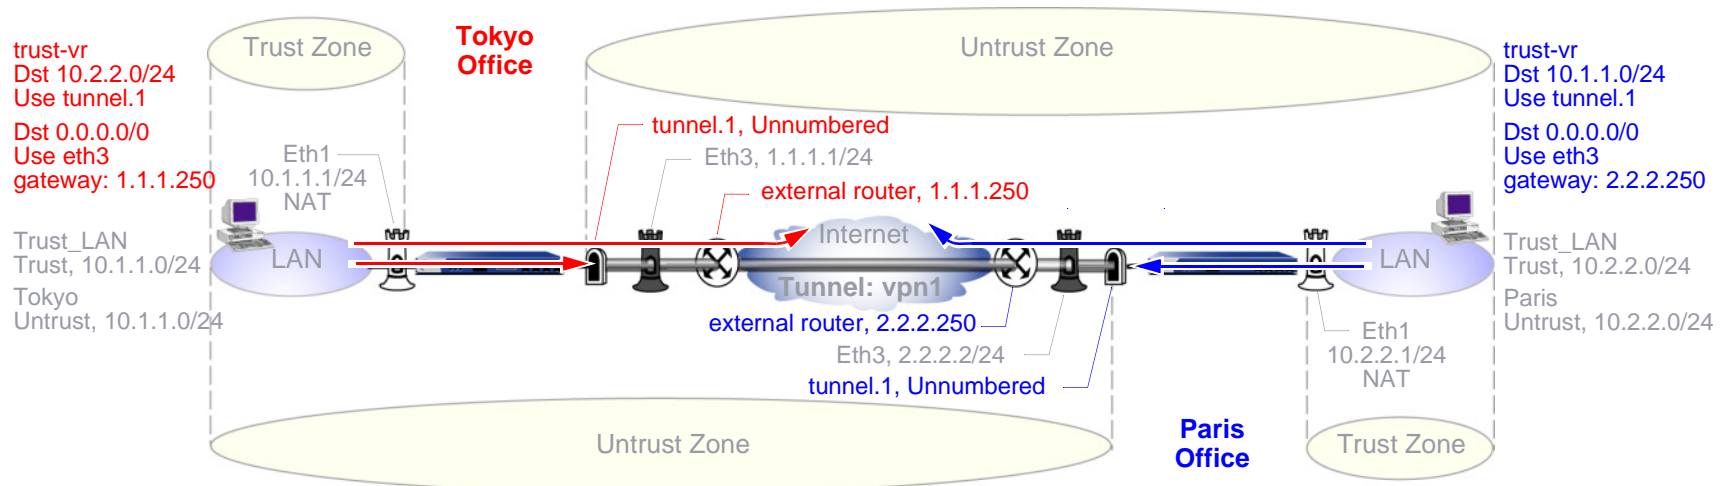 trust-vr
Dst 10.2.2.0/24
Use tunnel.1
Dst 0.0.0.0/0
Use eth3
gateway: 1.1.1.250
Trust Zone
Tokyo
Office
Untrust Zone
trust-vr
Dst 10.1.1.0/24
Use tunnel.1
Dst 0.0.0.0/0
Use eth3
gateway: 2.2.2.250
Eth1
10.1.1.1/24
NAT
tunnel.1, Unnumbered
Eth3, 1.1.1.1/24
external router, 1.1.1.250
Trust_LAN
Trust, 10.1.1.0/24
Tokyo
Untrust, 10.1.1.0/24
LAN
Internet
Tunnel: vpn1
LAN
Trust_LAN
Trust, 10.2.2.0/24
Paris
Untrust, 10.2.2.0/24
external router, 2.2.2.250
Eth3, 2.2.2.2/24
tunnel.1, Unnumbered
Eth1
10.2.2.1/24
NAT
Untrust Zone
Paris
Office
Trust Zone